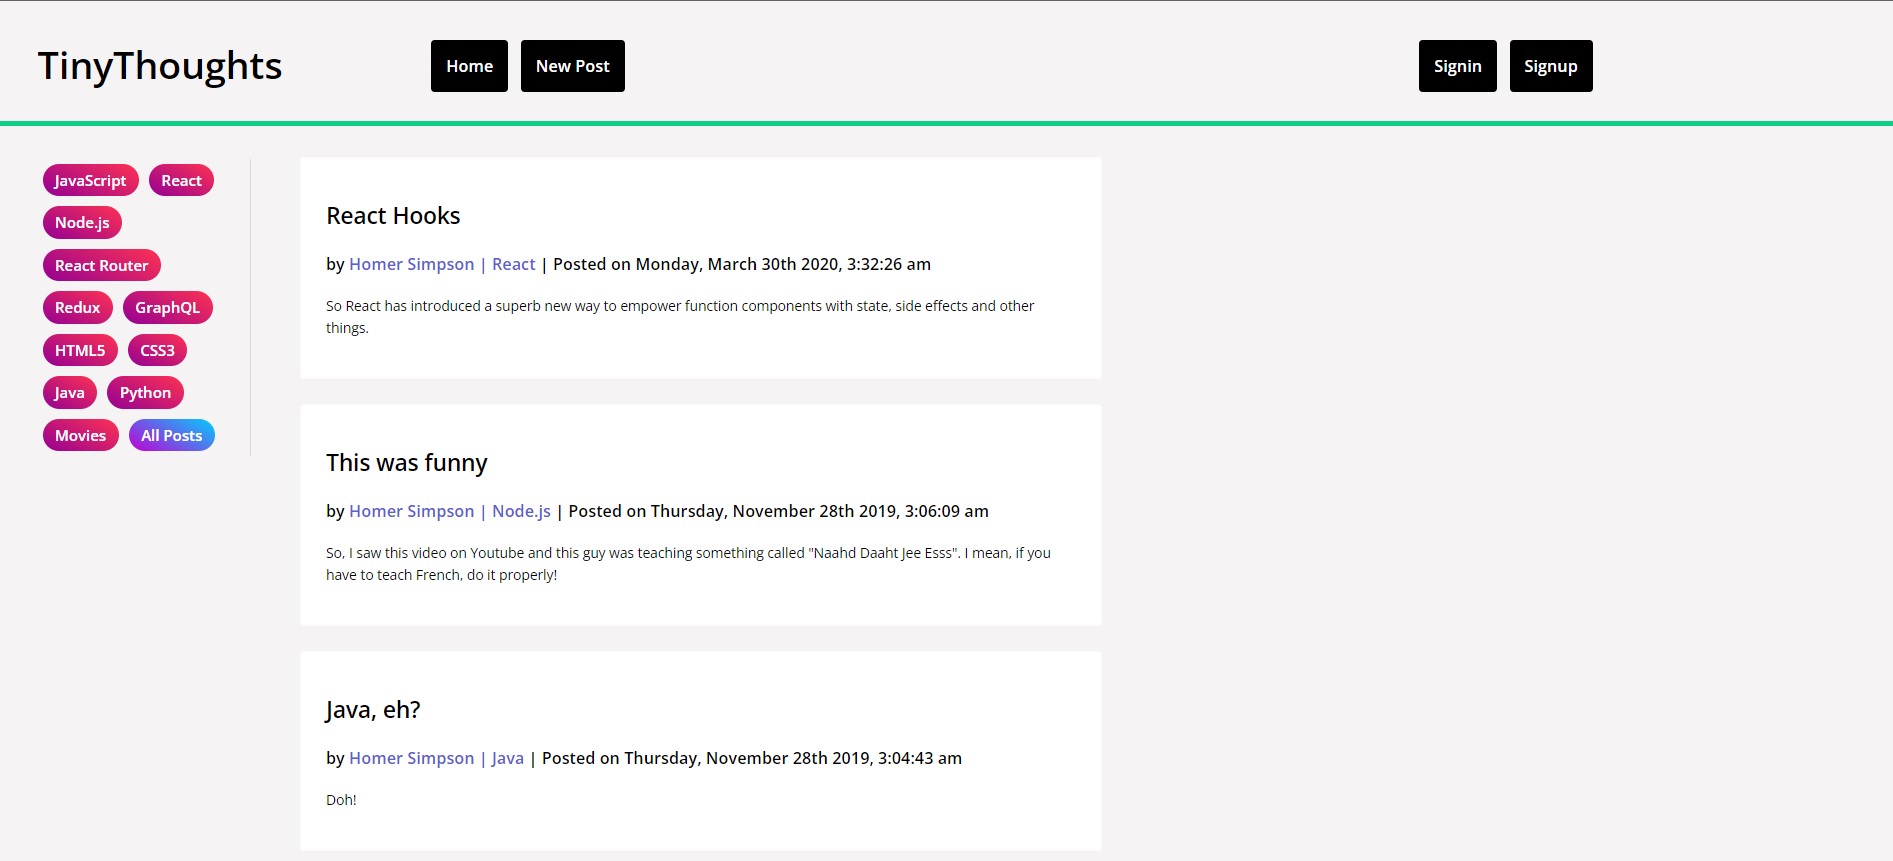 TinyThoughts
Home New Post
Signin Signup
JavaScript React
Node.js
React Router
Redux GraphQL
HTML5 CSS3
Java Python
Movies All Posts
React Hooks
by Homer Simpson | React | Posted on Monday, March 30th 2020, 3:32:26 am
So React has introduced a superb new way to empower function components with state, side effects and other
things.
This was funny
by Homer Simpson | Node.js | Posted on Thursday, November 28th 2019, 3:06:09 am
So, I saw this video on Youtube and this guy was teaching something called "Naahd Daaht Jee Esss". I mean, if you
have to teach French, do it properly!
Java, eh?
by Homer Simpson | Java | Posted on Thursday, November 28th 2019, 3:04:43 am
Doh!